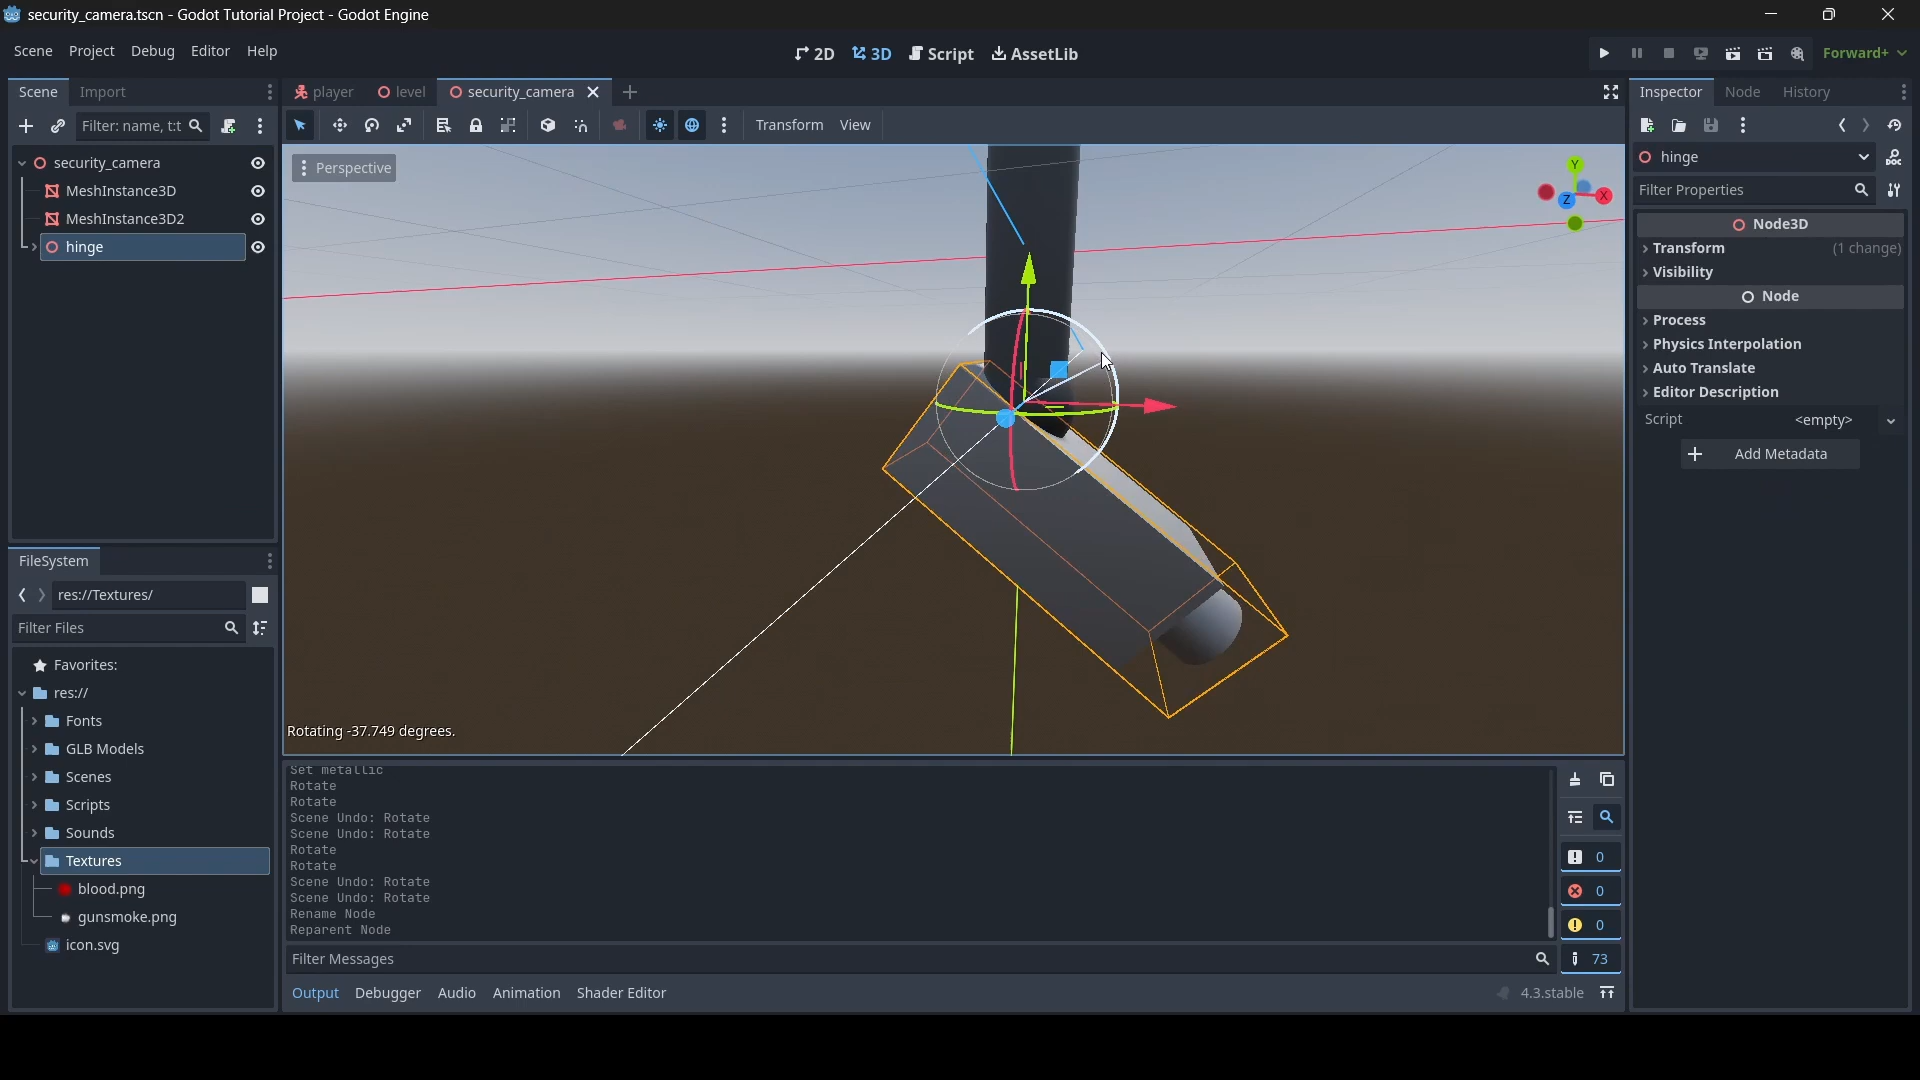 security_camera.tscn - Godot Tutorial Project - Godot Engine
Scene Project Debug Editor Help
2D 3D Script AssetLib
Forward+
Scene Import
player level security_camera
Inspector Node History
Filter: name, t:t
Transform View
security_camera
MeshInstance3D
MeshInstance3D2
hinge
Perspective
Y
X
Z
hinge
Filter Properties
Node3D
Transform (1 change)
Visibility
Node
Process
Physics Interpolation
Auto Translate
Editor Description
Script <empty>
Add Metadata
FileSystem
res://Textures/
Filter Files
Favorites:
res://
Fonts
GLB Models
Scenes
Scripts
Sounds
Textures
blood.png
gunsmoke.png
icon.svg
Rotating -37.749 degrees.
Set metallic
Rotate
Rotate
Scene Undo: Rotate
Scene Undo: Rotate
Rotate
Rotate
Scene Undo: Rotate
Scene Undo: Rotate
Rename Node
Reparent Node
0
0
0
73
Filter Messages
Output Debugger Audio Animation Shader Editor
4.3.stable